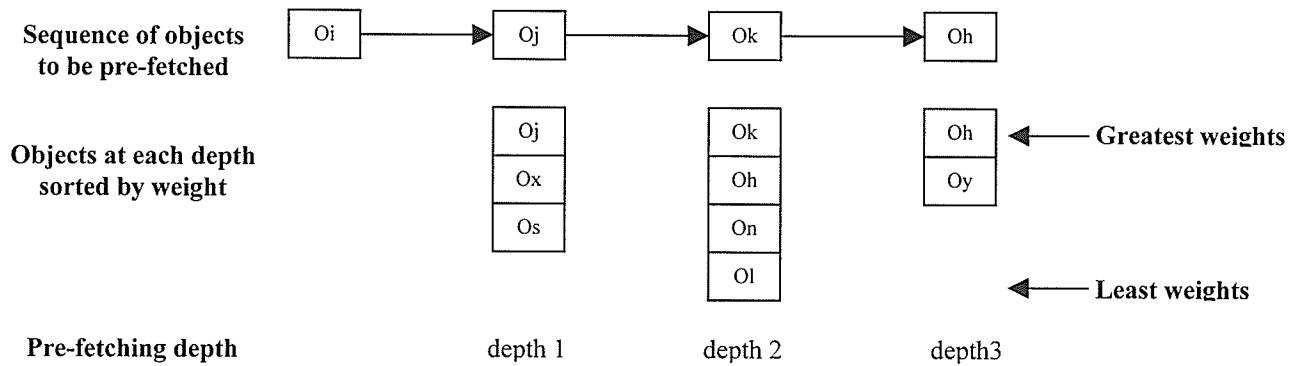 Sequence of objects to be pre-fetched
Oi Oj Ok Oh
Objects at each depth sorted by weight
Oj Ok Oh Greatest weights
Ox Oh Oy
Os On
Ol Least weights
Pre-fetching depth depth 1 depth 2 depth3